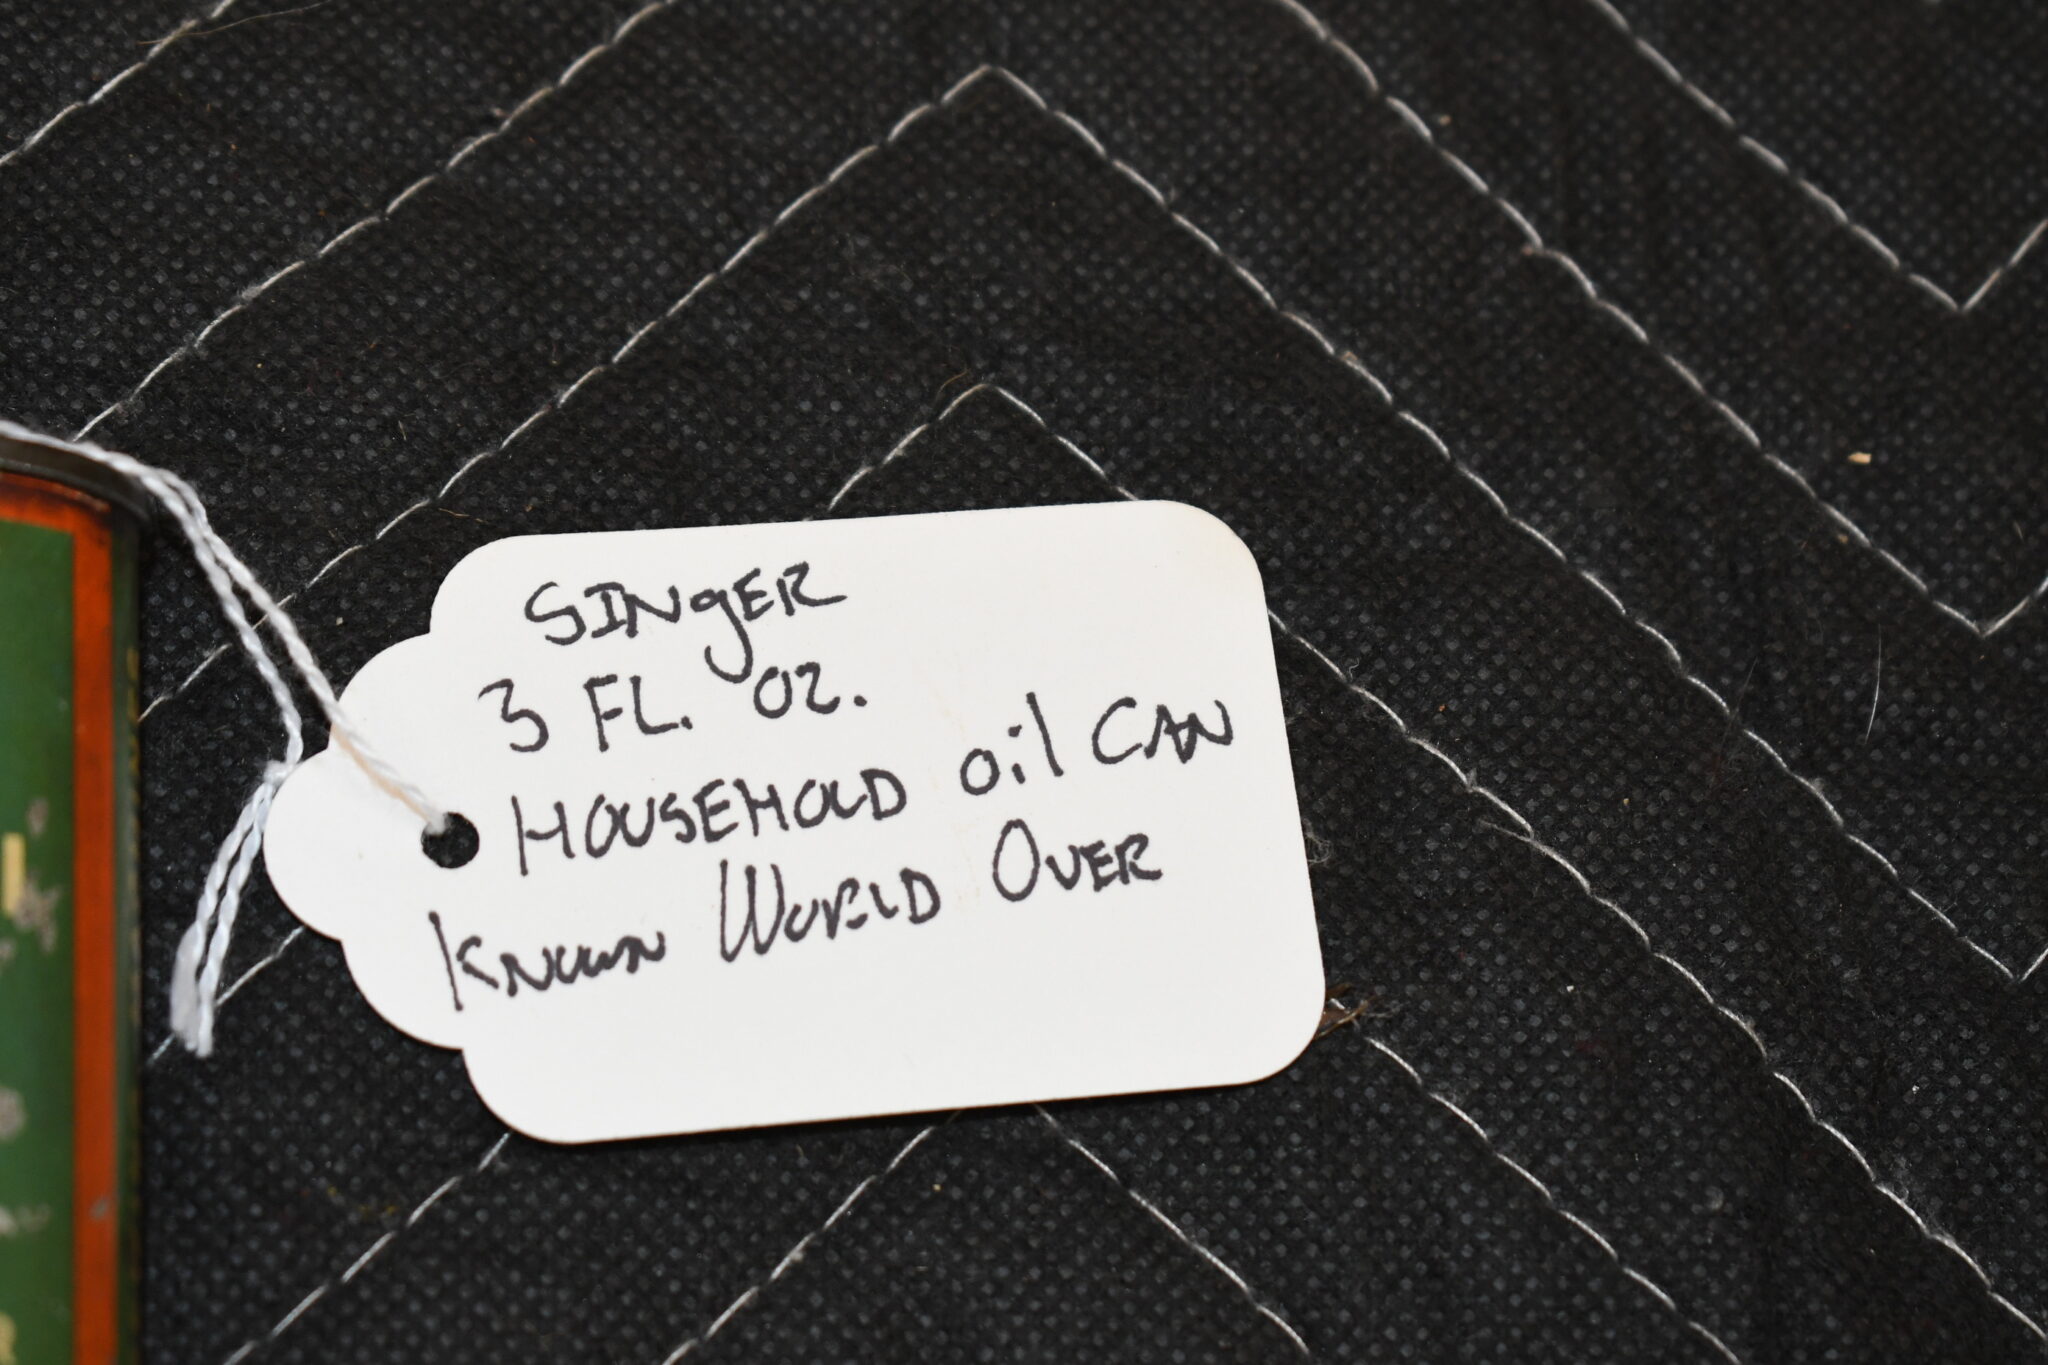 SINgER
3 FL. OZ.
HOUSEHOLD oil CAN
KNOWN WORLD OVER